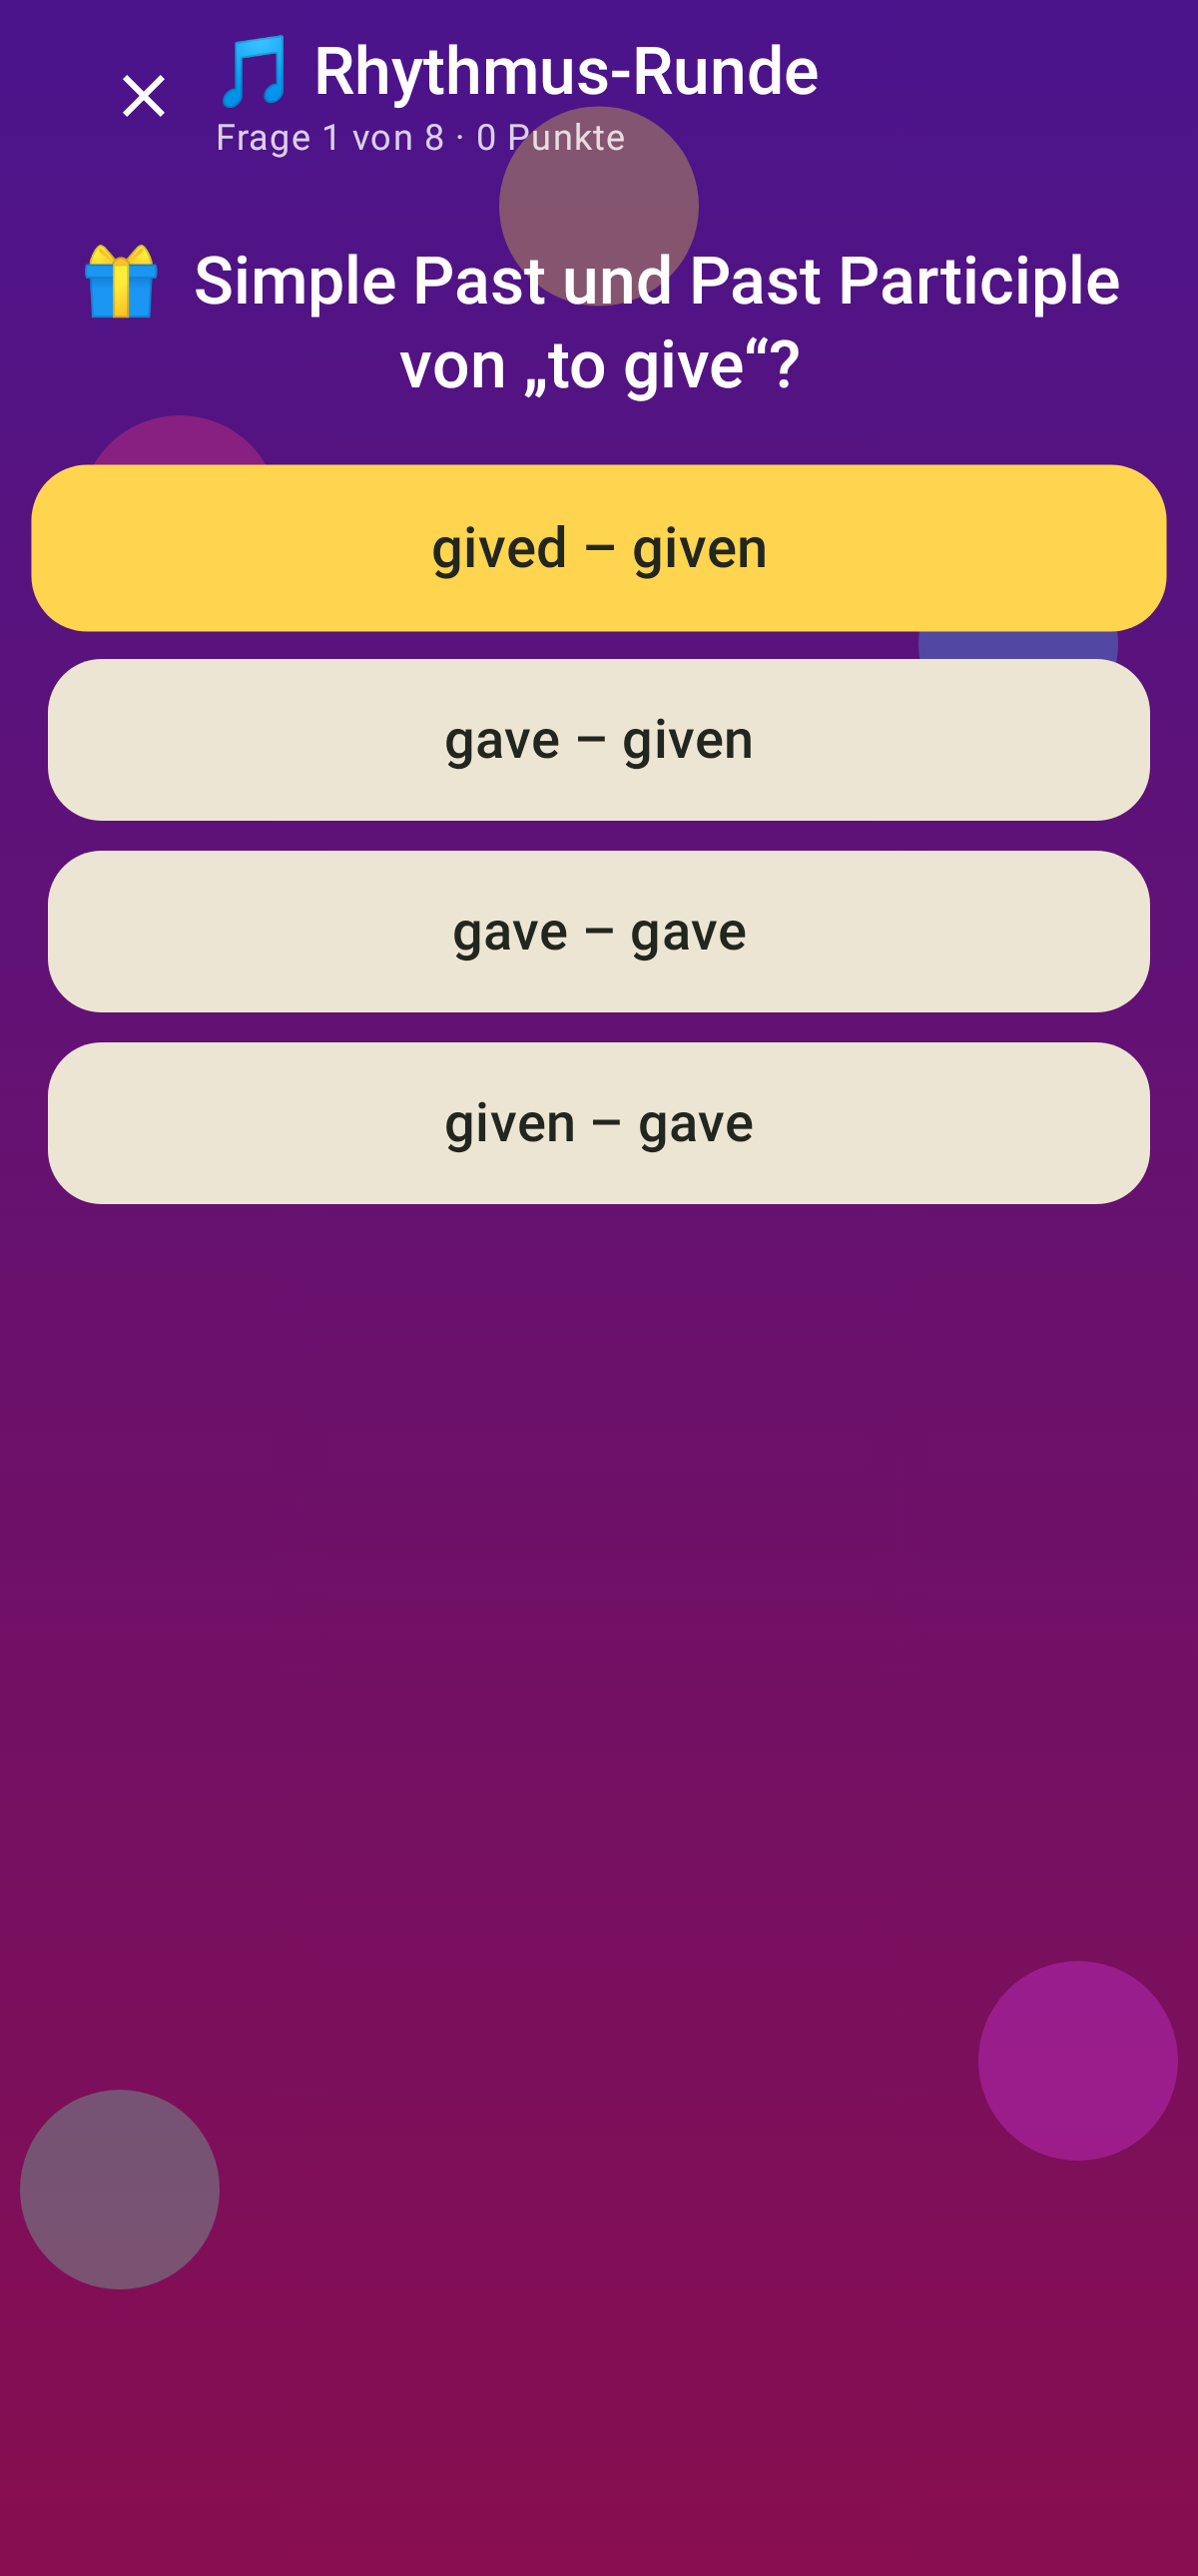 🎵 Rhythmus-Runde
Frage 1 von 8 · 0 Punkte
🎁 Simple Past und Past Participle
von „to give“?
gived – given
gave – given
gave – gave
given – gave